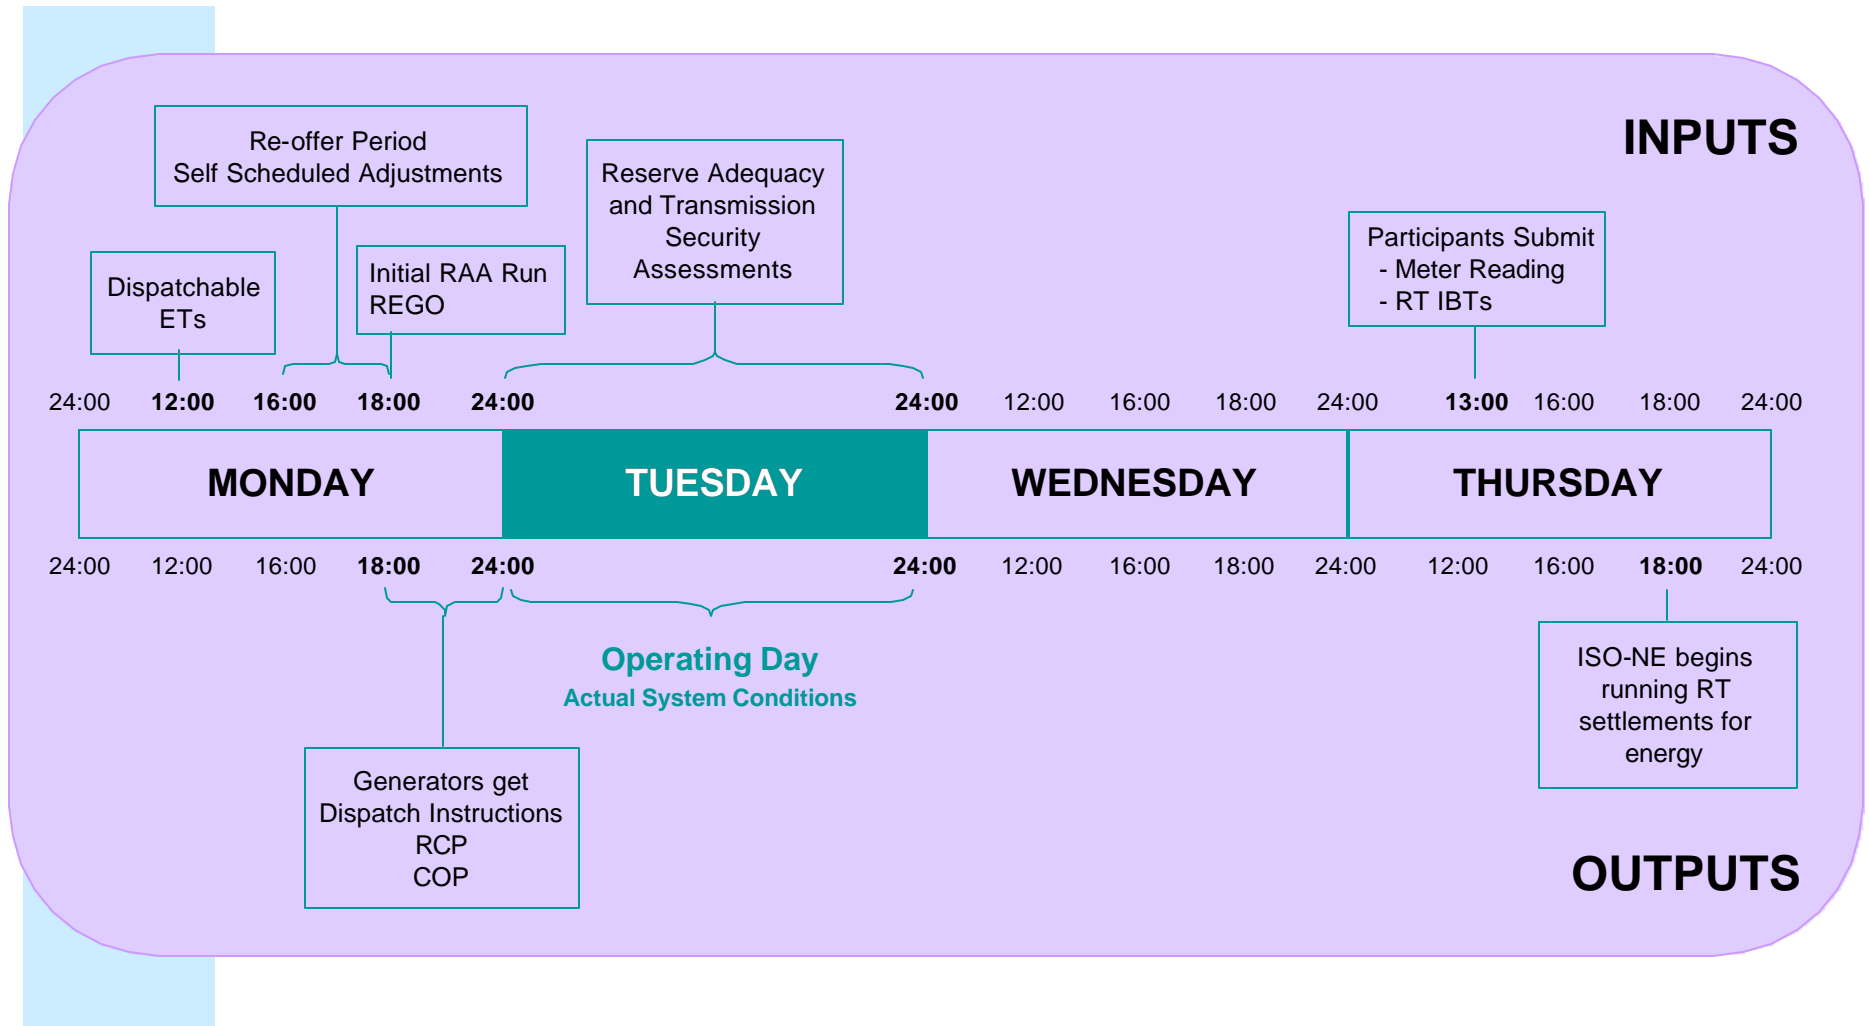 INPUTS
Re-offer Period
Self Scheduled Adjustments
Reserve Adequacy
and Transmission
Security
Assessments
Participants Submit
- Meter Reading
- RT IBTs
Dispatchable
ETs
Initial RAA Run
REGO
24:00 12:00 16:00 18:00 24:00 24:00 12:00 16:00 18:00 24:00 13:00 16:00 18:00 24:00
MONDAY TUESDAY WEDNESDAY THURSDAY
24:00 12:00 16:00 18:00 24:00 24:00 12:00 16:00 18:00 24:00 12:00 16:00 18:00 24:00
Operating Day
Actual System Conditions
ISO-NE begins
running RT
settlements for
energy
Generators get
Dispatch Instructions
RCP
COP
OUTPUTS